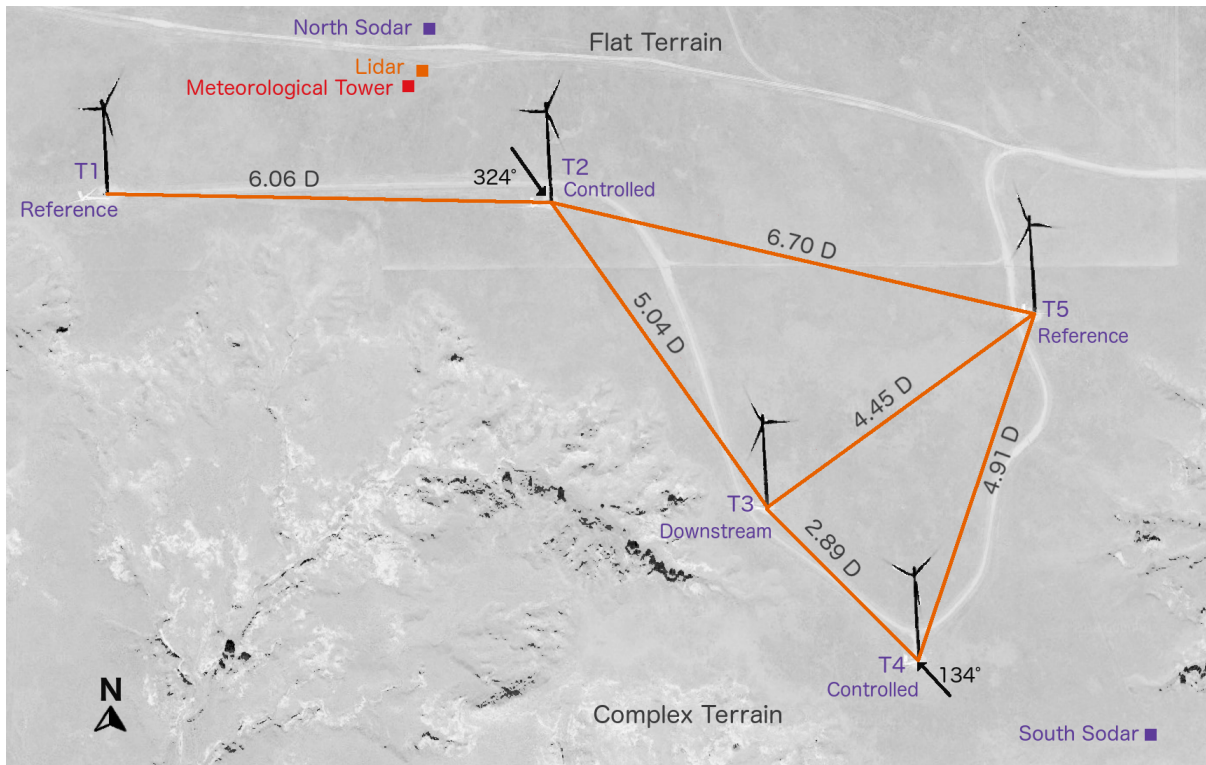 North Sodar
Flat Terrain
Lidar
Meteorological Tower
T1
6.06 D
324°
T2
Controlled
Reference
6.70 D
T5
Reference
5.04 D
4.45 D
4.91 D
T3
Downstream
2.89 D
T4
134°
Controlled
N
Complex Terrain
South Sodar